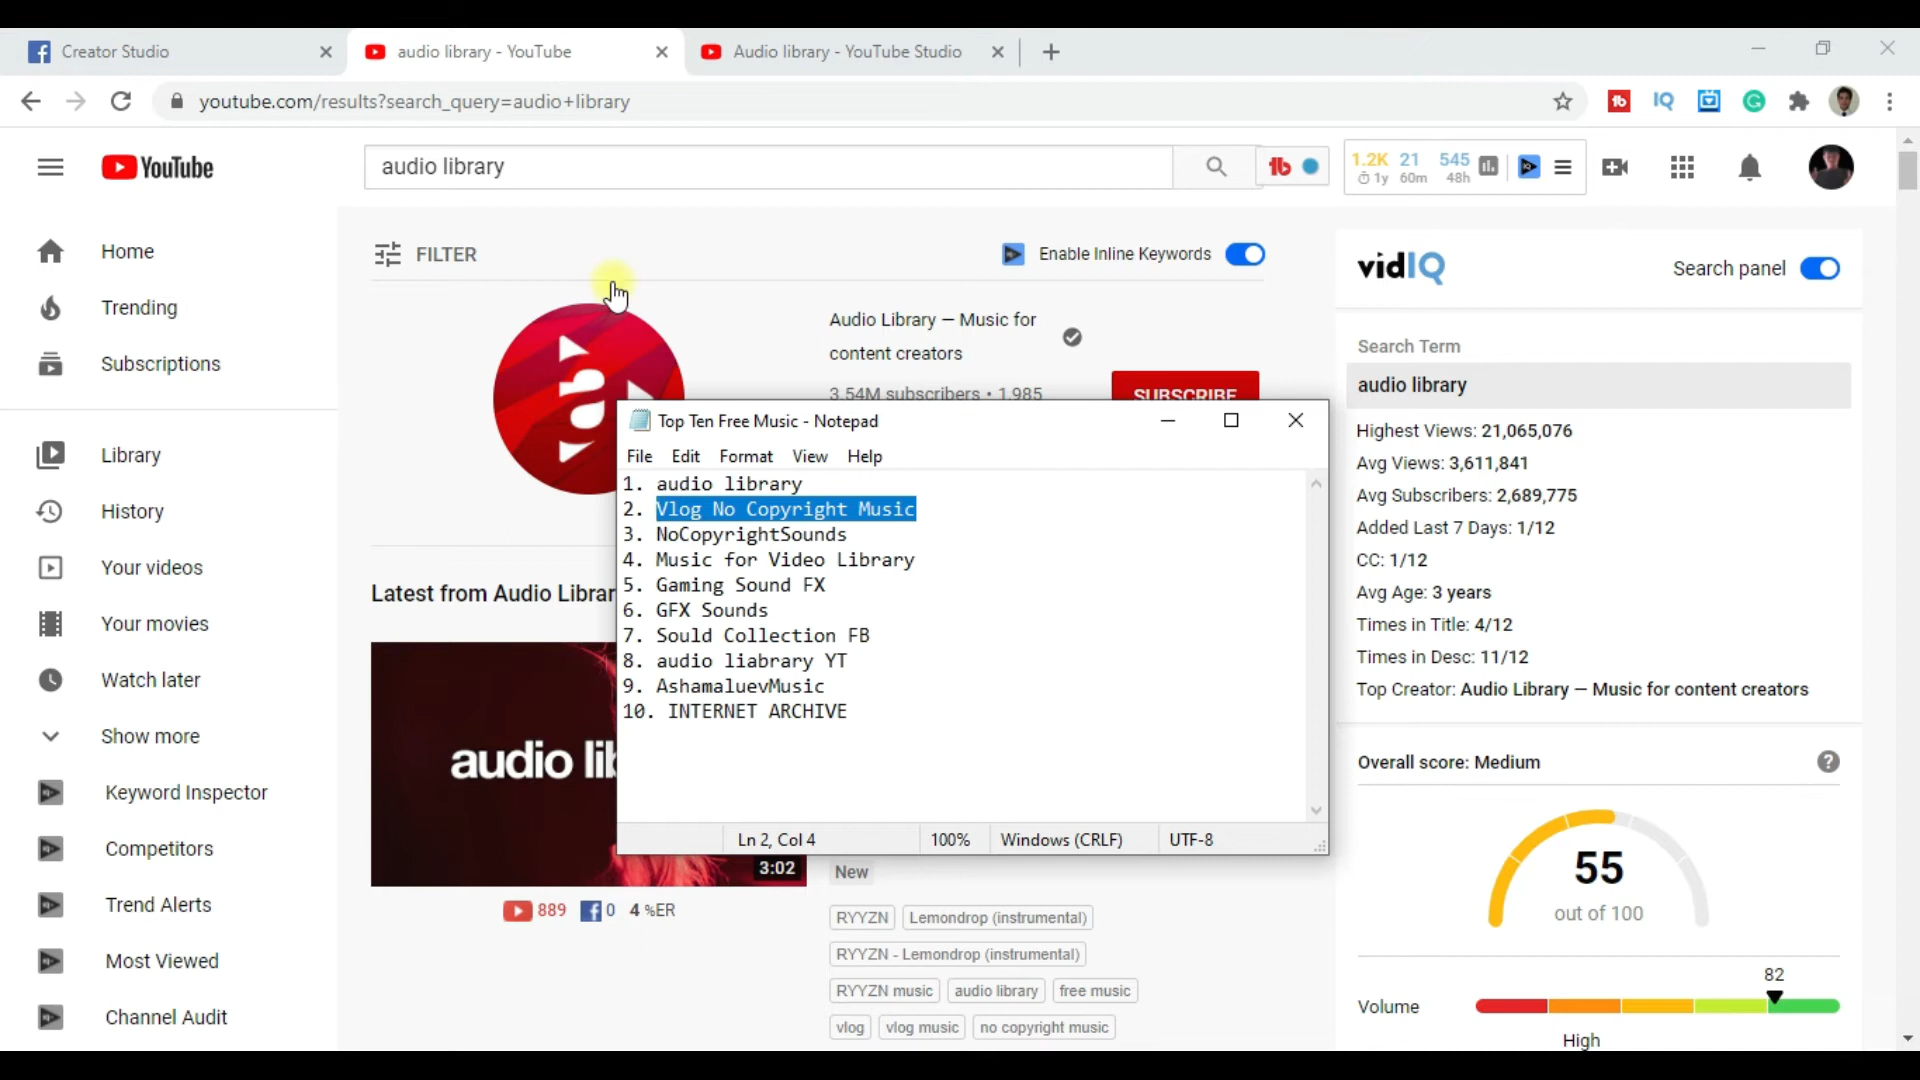 Creator Studio
audio library - YouTube
Audio library - YouTube Studio
youtube.com/results?search_query=audio+library
YouTube
audio library
1.2K 21 545
1y 60m 48h
Home
Trending
Subscriptions
Library
History
Your videos
Your movies
Watch later
Show more
Keyword Inspector
Competitors
Trend Alerts
Most Viewed
Channel Audit
FILTER
Enable Inline Keywords
Audio Library — Music for
content creators
3.54M subscribers • 1,985
SUBSCRIBE
Latest from Audio Librar
audio lib
3:02
889 0 4 %ER
Top Ten Free Music - Notepad
File Edit Format View Help
1. audio library
2. Vlog No Copyright Music
3. NoCopyrightSounds
4. Music for Video Library
5. Gaming Sound FX
6. GFX Sounds
7. Sould Collection FB
8. audio liabrary YT
9. AshamaluevMusic
10. INTERNET ARCHIVE
Ln 2, Col 4 100% Windows (CRLF) UTF-8
New
RYYZN Lemondrop (instrumental)
RYYZN - Lemondrop (instrumental)
RYYZN music audio library free music
vlog vlog music no copyright music
vidIQ
Search panel
Search Term
audio library
Highest Views: 21,065,076
Avg Views: 3,611,841
Avg Subscribers: 2,689,775
Added Last 7 Days: 1/12
CC: 1/12
Avg Age: 3 years
Times in Title: 4/12
Times in Desc: 11/12
Top Creator: Audio Library — Music for content creators
Overall score: Medium
55
out of 100
82
Volume
High